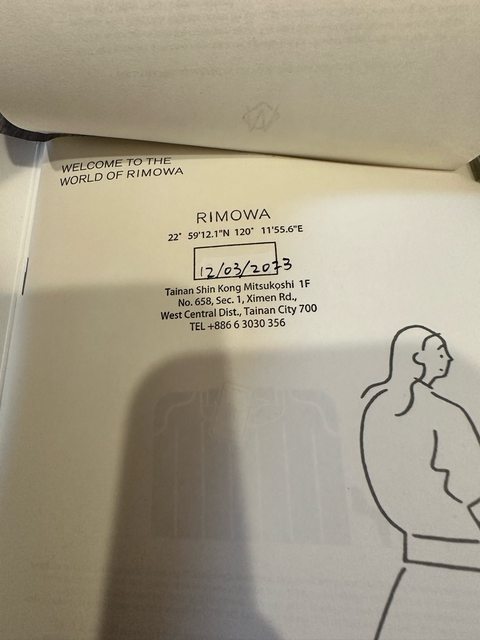 WELCOME TO THE
WORLD OF RIMOWA
RIMOWA
22° 59'12.1"N 120° 11'55.6"E
12/03/2023
Tainan Shin Kong Mitsukoshi 1F
No. 658, Sec. 1, Ximen Rd.,
West Central Dist., Tainan City 700
TEL +886 6 3030 356